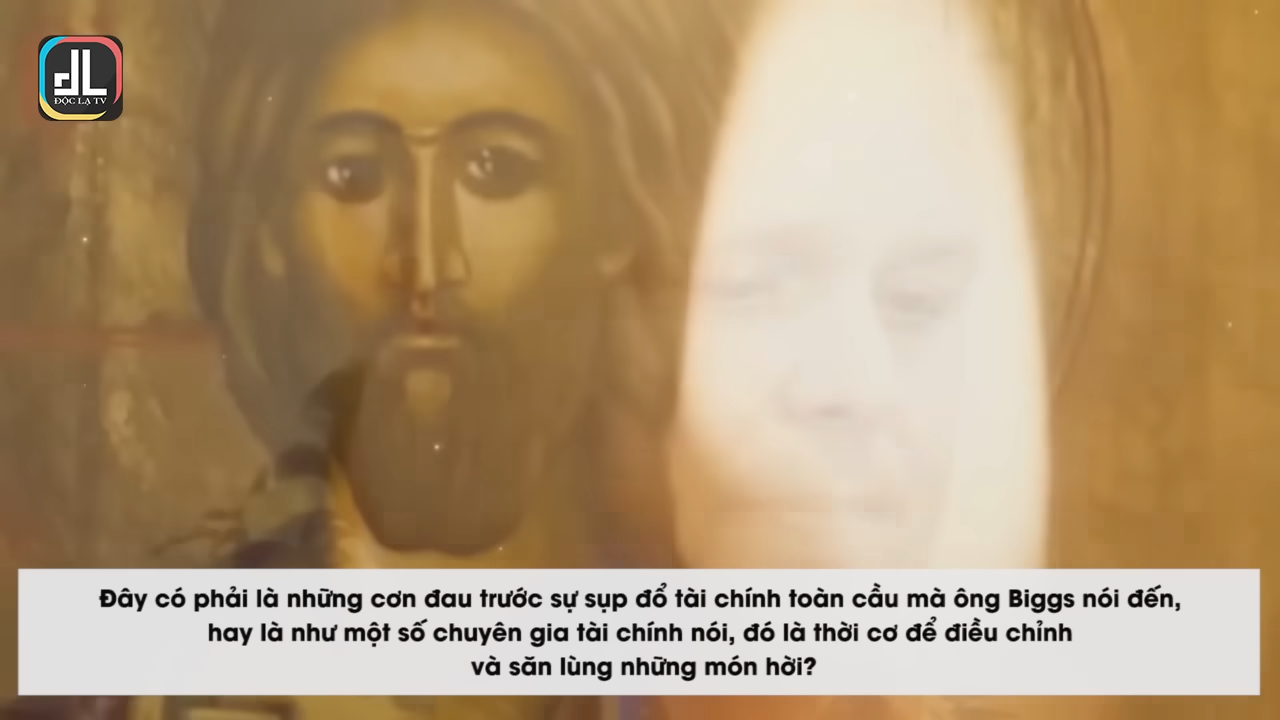 ĐỘC LẠ TV
Đây có phải là những cơn đau trước sự sụp đổ tài chính toàn cầu mà ông Biggs nói đến,
hay là như một số chuyên gia tài chính nói, đó là thời cơ để điều chỉnh
và săn lùng những món hời?